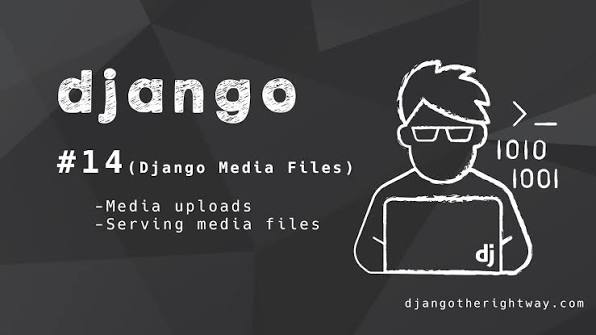 django
#14(Django Media Files)
-Media uploads
-Serving media files
>_
1010
1001
dj
djangotherightway.com